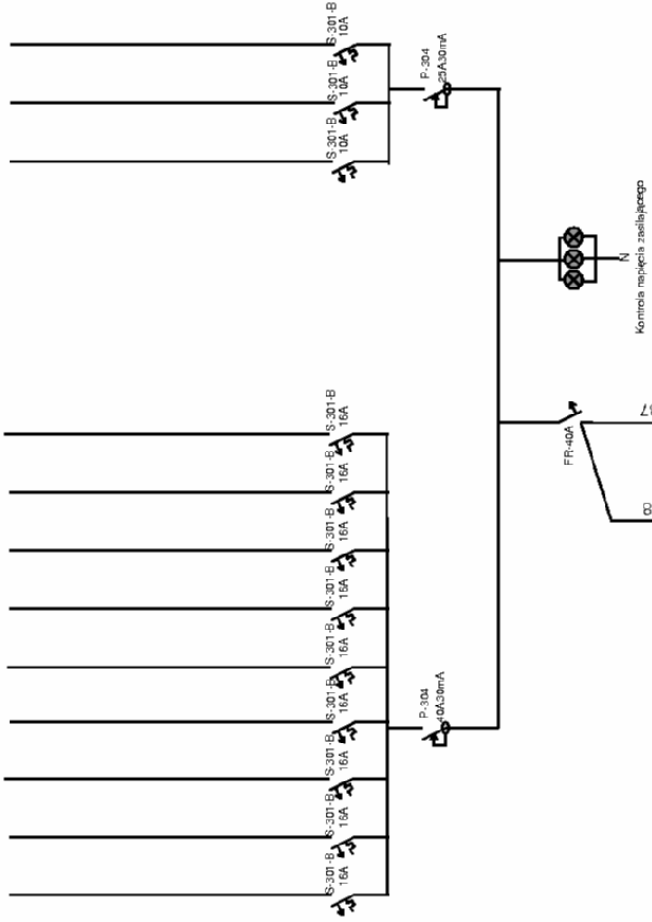 S-301-B
10A
S-301-B
10A
S-301-B
10A
P-304
25A30mA
N
Kontrola napięcia zasilającego
S-301-B
16A
S-301-B
16A
S-301-B
16A
S-301-B
16A
S-301-B
16A
S-301-B
16A
S-301-B
16A
S-301-B
16A
S-301-B
16A
P-304
40A30mA
FR-40A